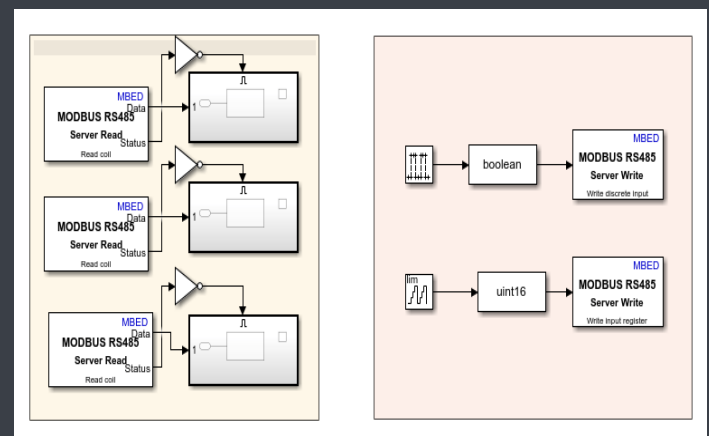 MBED
Data
MODBUS RS485
Server Read
Status
Read coil
1
MBED
Data
MODBUS RS485
Server Read
Status
Read coil
1
MBED
Data
MODBUS RS485
Server Read
Status
Read coil
1
boolean
MBED
MODBUS RS485
Server Write
Write discrete input
lim
uint16
MBED
MODBUS RS485
Server Write
Write input register